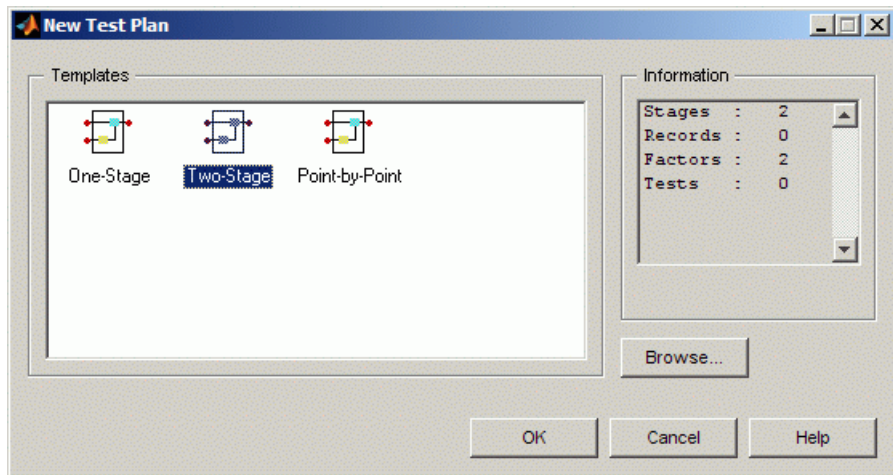 New Test Plan
Templates
One-Stage
Two-Stage
Point-by-Point
Information
Stages : 2
Records : 0
Factors : 2
Tests : 0
Browse...
OK
Cancel
Help